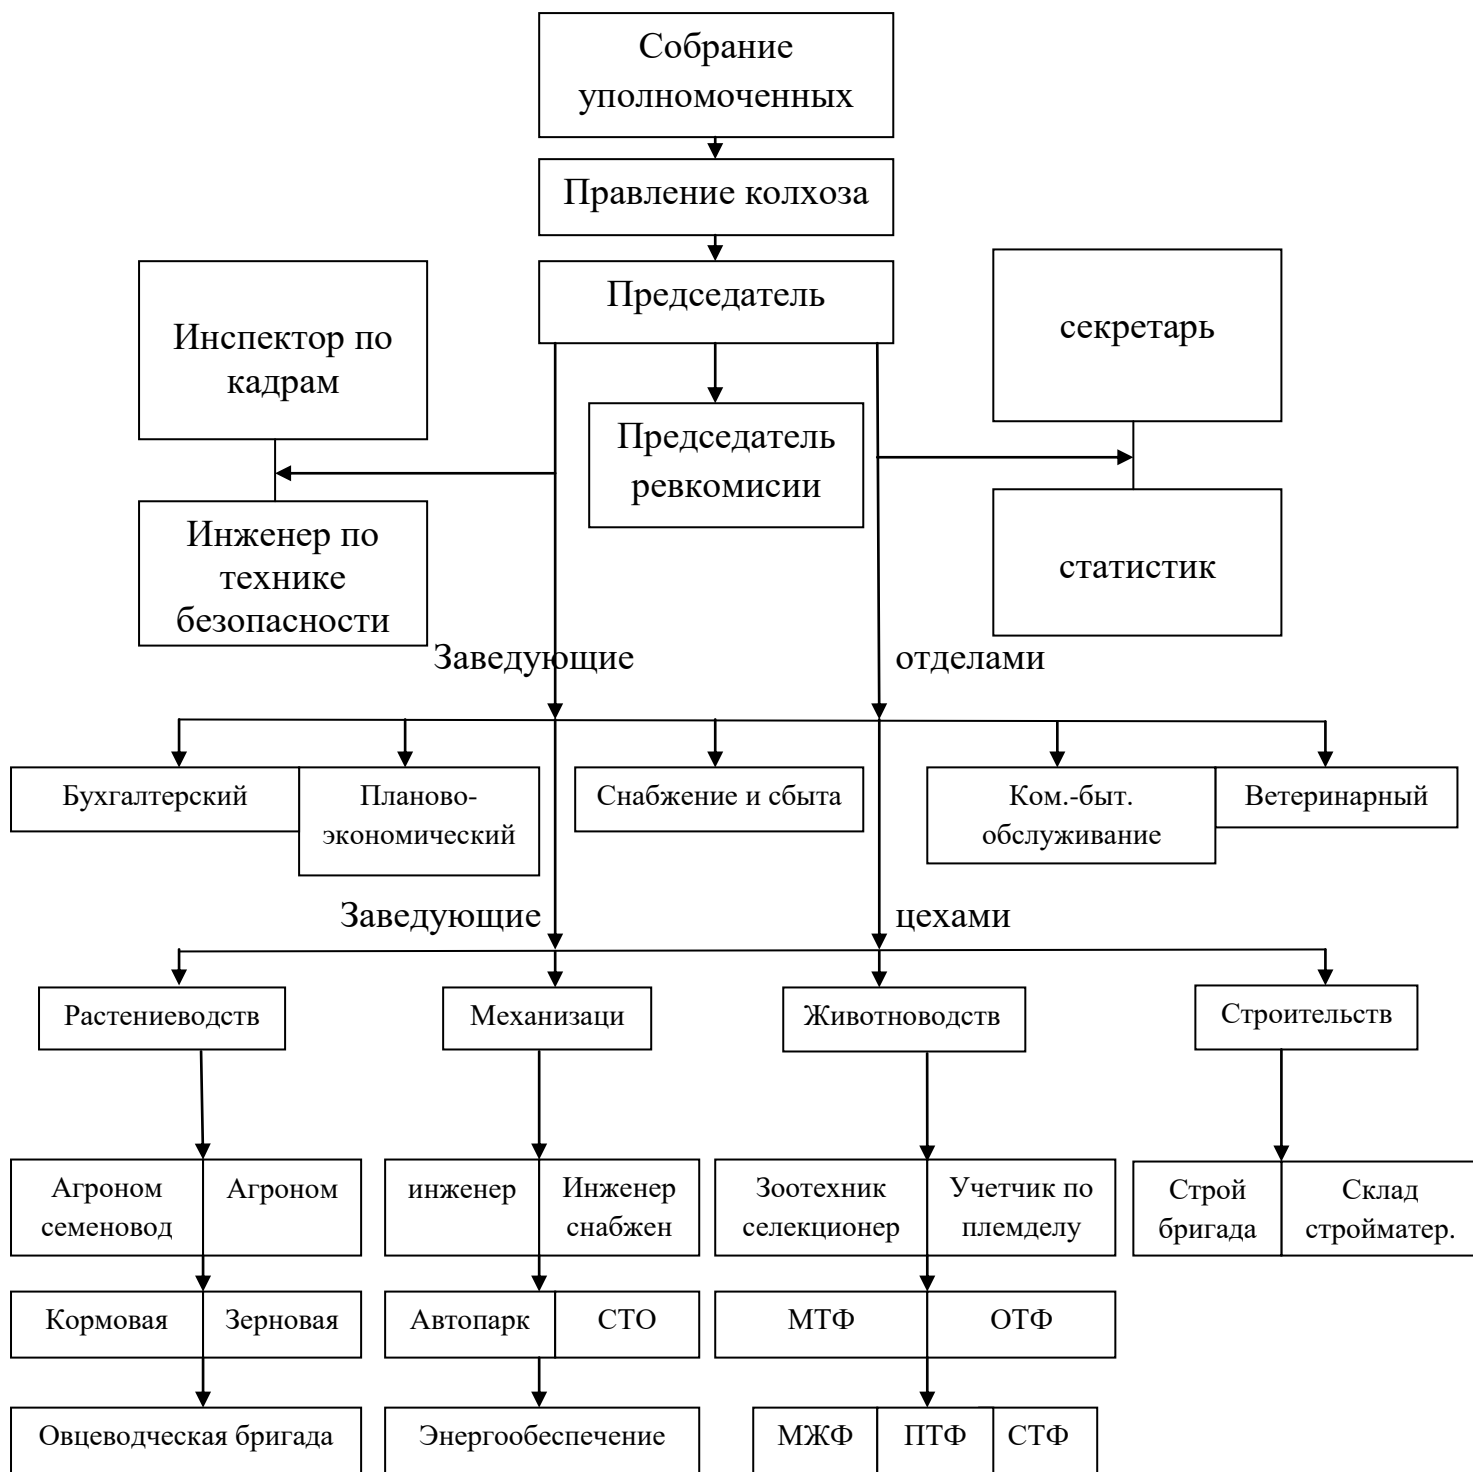 Собрание
уполномоченных
Правление колхоза
Председатель
Инспектор по
кадрам
секретарь
Председатель
ревкомисии
Инженер по
технике
безопасности
статистик
Заведующие
отделами
Бухгалтерский
Планово-
экономический
Снабжение и сбыта
Ком.-быт.
обслуживание
Ветеринарный
Заведующие
цехами
Растениеводств
Механизаци
Животноводств
Строительств
Агроном
семеновод
Агроном
инженер
Инженер
снабжен
Зоотехник
селекционер
Учетчик по
племделу
Строй
бригада
Склад
стройматер.
Кормовая
Зерновая
Автопарк
СТО
МТФ
ОТФ
Овцеводческая бригада
Энергообеспечение
МЖФ
ПТФ
СТФ